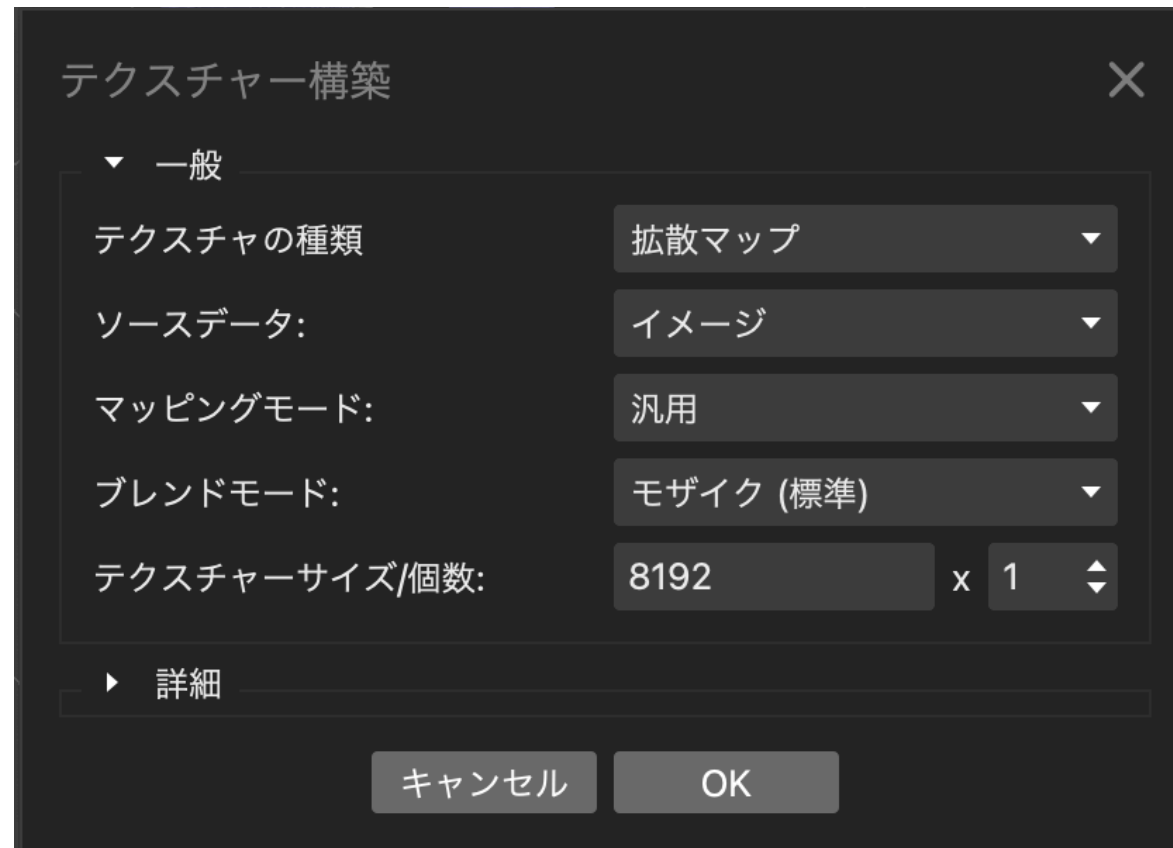 テクスチャー構築
一般
テクスチャの種類 拡散マップ
ソースデータ: イメージ
マッピングモード: 汎用
ブレンドモード: モザイク (標準)
テクスチャーサイズ/個数: 8192 x 1
詳細
キャンセル OK